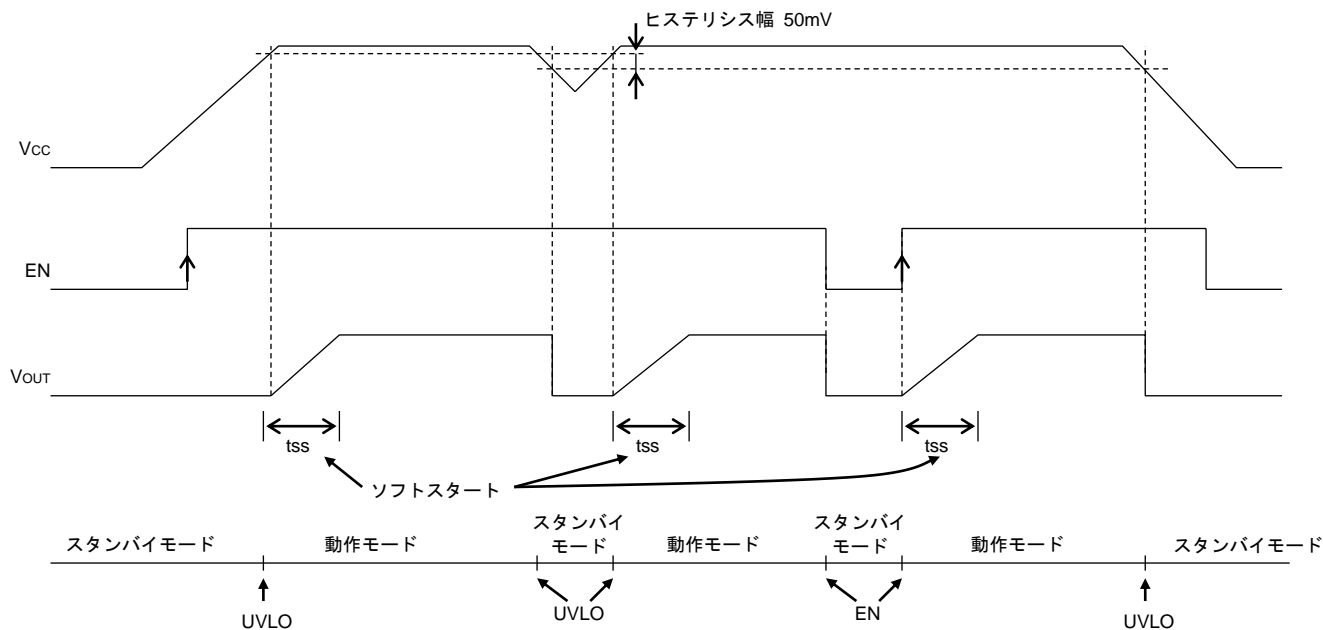 ヒステリシス幅 50mV
VCC
EN
VOUT
tss
tss
tss
ソフトスタート
スタンバイモード
動作モード
スタンバイ
モード
動作モード
スタンバイ
モード
動作モード
スタンバイモード
UVLO
UVLO
EN
UVLO